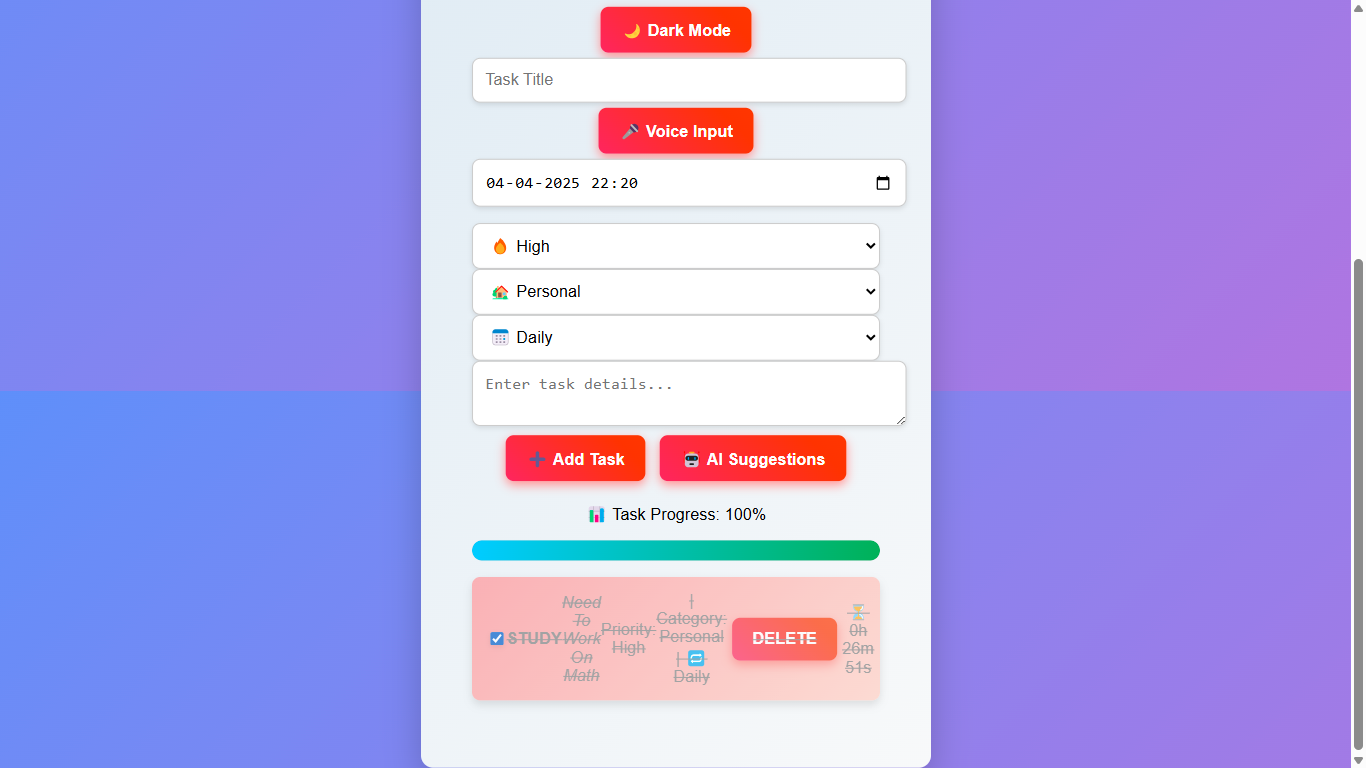 🌙 Dark Mode
Task Title
🎤 Voice Input
04-04-2025 22:20
🔥 High
🏡 Personal
📅 Daily
Enter task details...
➕ Add Task
🤖 AI Suggestions
📊 Task Progress: 100%
STUDY
Need
To
Work
On
Math
Priority:
High
|
Category:
Personal
| 🔁
Daily
DELETE
⏳
0h
26m
51s